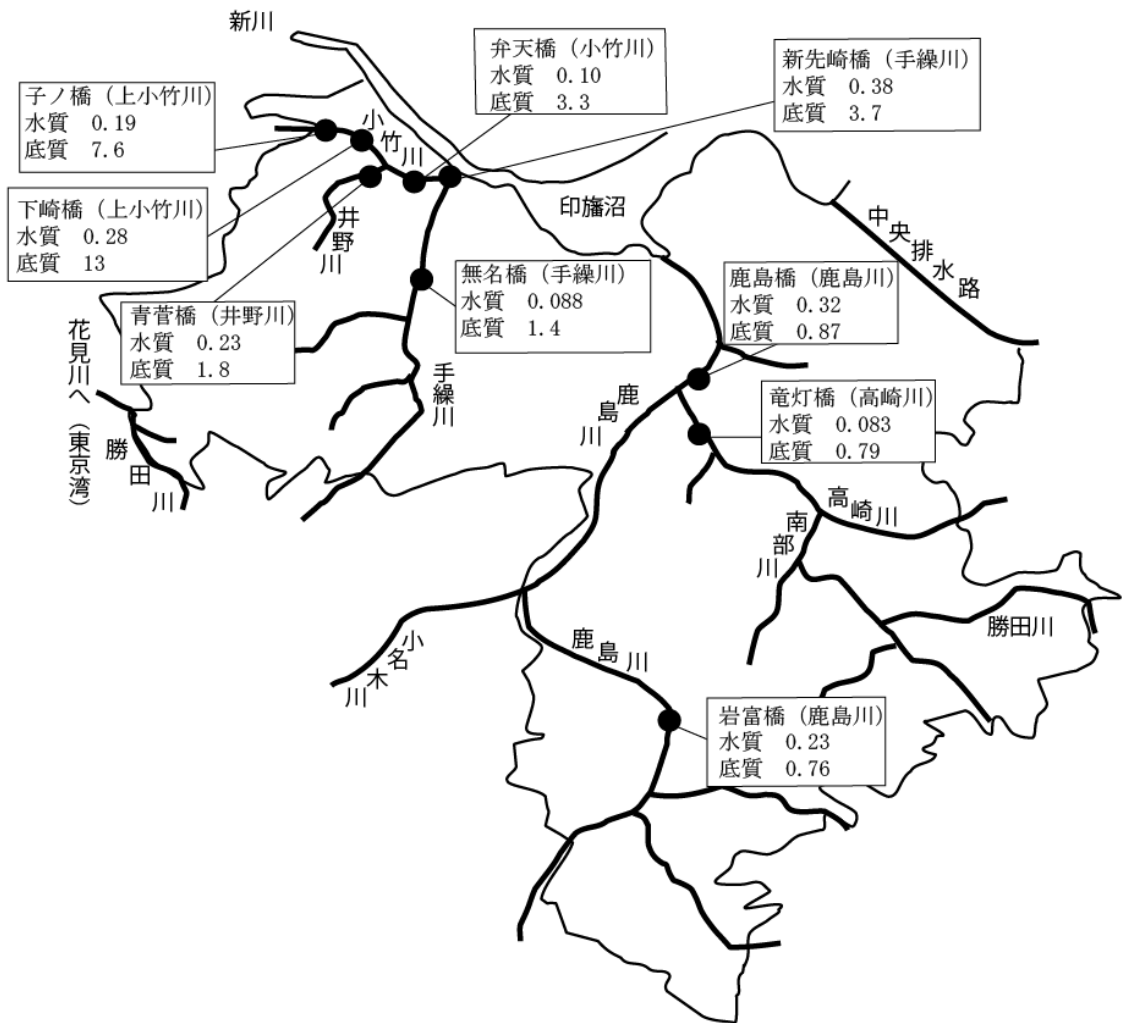 新川
弁天橋（小竹川）
水質　0.10
底質　3.3
新先崎橋（手繰川）
水質　0.38
底質　3.7
子ノ橋（上小竹川）
水質　0.19
底質　7.6
小竹川
下崎橋（上小竹川）
水質　0.28
底質　13
井野川
印旛沼
中央排水路
青菅橋（井野川）
水質　0.23
底質　1.8
無名橋（手繰川）
水質　0.088
底質　1.4
鹿島橋（鹿島川）
水質　0.32
底質　0.87
花見川へ（東京湾）
手繰川
鹿島川
竜灯橋（高崎川）
水質　0.083
底質　0.79
勝田川
高崎川
南部川
勝田川
小名木川
鹿島川
岩富橋（鹿島川）
水質　0.23
底質　0.76